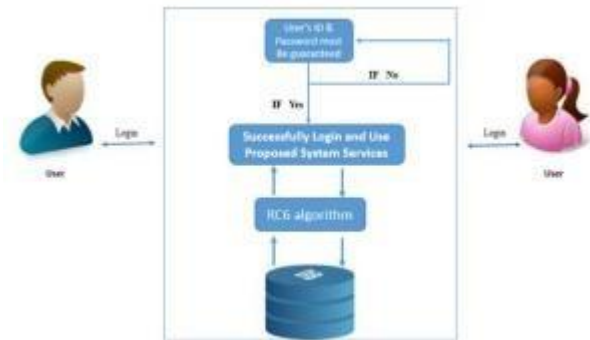 User's ID &
Password must
Be guaranteed
IF No
IF Yes
Login
Successfully Login and Use
Proposed System Services
Login
User
User
RC6 algorithm